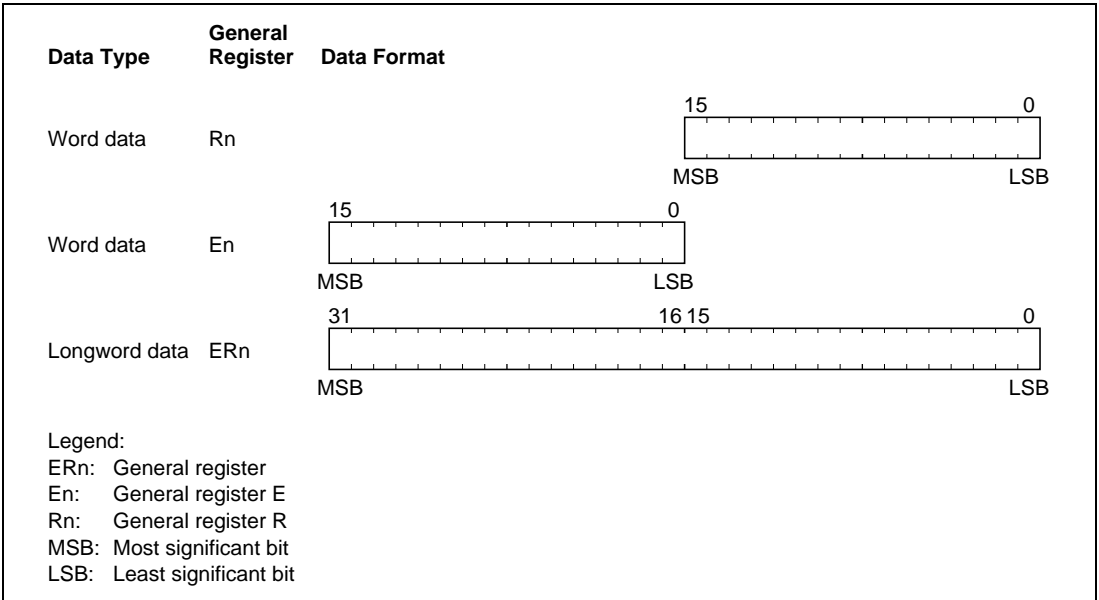 General
Data Type Register Data Format
15 0
Word data Rn
MSB LSB
15 0
Word data En
MSB LSB
31 16 15 0
Longword data ERn
MSB LSB
Legend:
ERn: General register
En: General register E
Rn: General register R
MSB: Most significant bit
LSB: Least significant bit